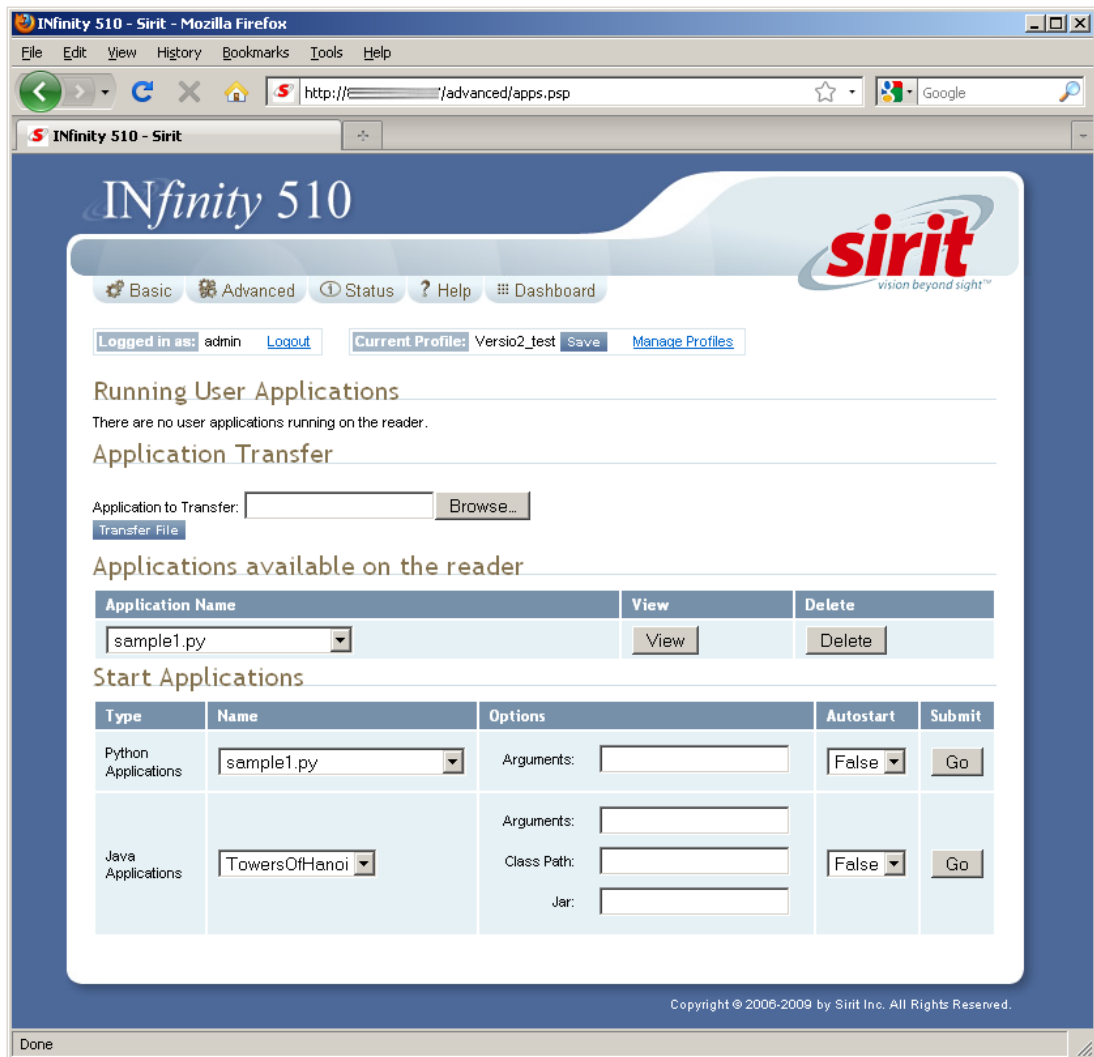 INfinity 510 - Sirit - Mozilla Firefox
File Edit View History Bookmarks Tools Help
http:// /advanced/apps.psp Google
INfinity 510 - Sirit
INfinity 510
sirit
vision beyond sight™
Basic Advanced Status Help Dashboard
Logged in as: admin Logout Current Profile: Versio2_test Save Manage Profiles
Running User Applications
There are no user applications running on the reader.
Application Transfer
Application to Transfer: Browse...
Transfer File
Applications available on the reader
Application Name View Delete
sample1.py View Delete
Start Applications
Type Name Options Autostart Submit
Python Applications sample1.py Arguments: False Go
Arguments:
Java Applications TowersOfHanoi Class Path: False Go
Jar:
Copyright © 2006-2009 by Sirit Inc. All Rights Reserved.
Done